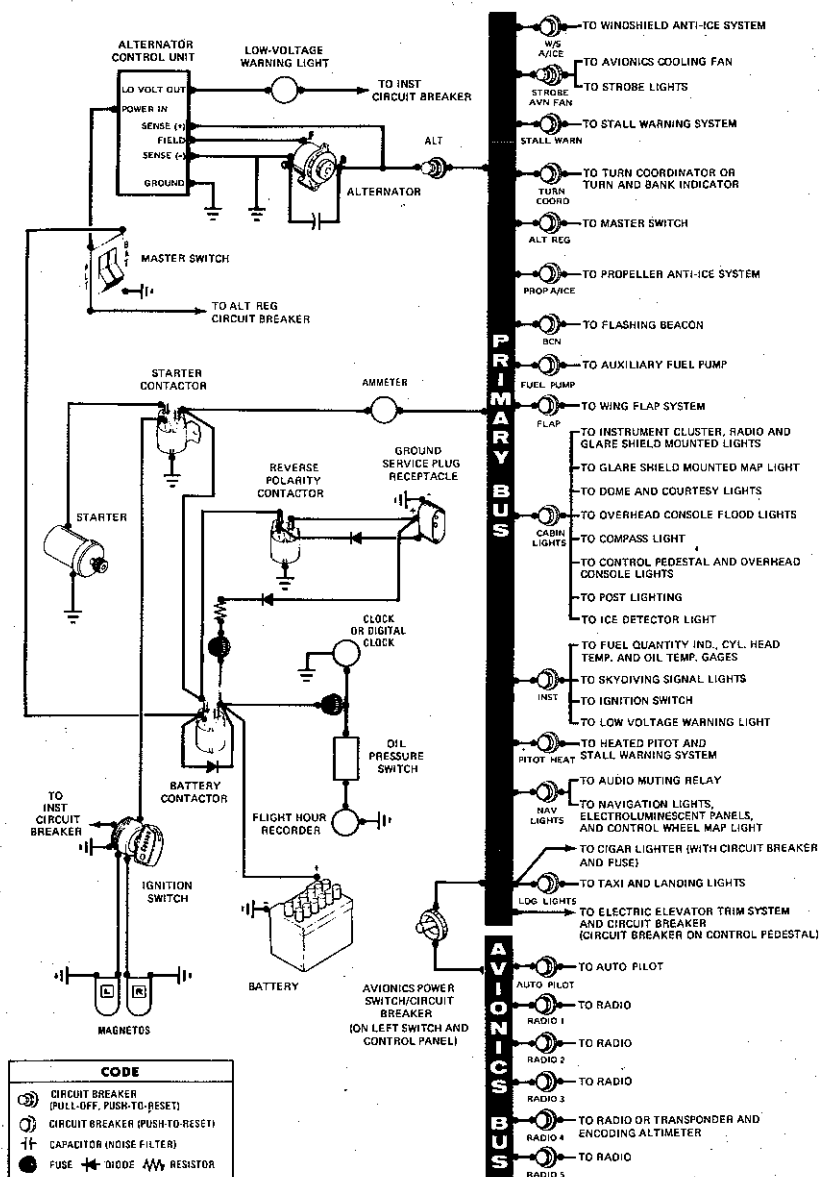 ALTERNATOR
CONTROL UNIT
LOW-VOLTAGE
WARNING LIGHT
LO VOLT OUT
POWER IN
SENSE (+)
FIELD
SENSE (-)
GROUND
TO INST
CIRCUIT BREAKER
F
G
B
ALTERNATOR
ALT
BAT
ALT
MASTER SWITCH
TO ALT REG
CIRCUIT BREAKER
STARTER
CONTACTOR
AMMETER
GROUND
SERVICE PLUG
RECEPTACLE
REVERSE
POLARITY
CONTACTOR
STARTER
CLOCK
OR DIGITAL
CLOCK
OIL
PRESSURE
SWITCH
BATTERY
CONTACTOR
FLIGHT HOUR
RECORDER
TO
INST
CIRCUIT
BREAKER
IGNITION
SWITCH
+
-
BATTERY
L
R
MAGNETOS
AVIONICS POWER
SWITCH/CIRCUIT
BREAKER
(ON LEFT SWITCH AND
CONTROL PANEL)
PRIMARY BUS
W/S
A/ICE
TO WINDSHIELD ANTI-ICE SYSTEM
STROBE
AVN FAN
TO AVIONICS COOLING FAN
TO STROBE LIGHTS
STALL WARN
TO STALL WARNING SYSTEM
TURN
COORD
TO TURN COORDINATOR OR
TURN AND BANK INDICATOR
ALT REG
TO MASTER SWITCH
PROP A/ICE
TO PROPELLER ANTI-ICE SYSTEM
BCN
TO FLASHING BEACON
FUEL PUMP
TO AUXILIARY FUEL PUMP
FLAP
TO WING FLAP SYSTEM
CABIN
LIGHTS
TO INSTRUMENT CLUSTER, RADIO AND
GLARE SHIELD MOUNTED LIGHTS
TO GLARE SHIELD MOUNTED MAP LIGHT
TO DOME AND COURTESY LIGHTS
TO OVERHEAD CONSOLE FLOOD LIGHTS
TO COMPASS LIGHT
TO CONTROL PEDESTAL AND OVERHEAD
CONSOLE LIGHTS
TO POST LIGHTING
TO ICE DETECTOR LIGHT
INST
TO FUEL QUANTITY IND., CYL. HEAD
TEMP. AND OIL TEMP. GAGES
TO SKYDIVING SIGNAL LIGHTS
TO IGNITION SWITCH
TO LOW VOLTAGE WARNING LIGHT
PITOT HEAT
TO HEATED PITOT AND
STALL WARNING SYSTEM
NAV
LIGHTS
TO AUDIO MUTING RELAY
TO NAVIGATION LIGHTS,
ELECTROLUMINESCENT PANELS,
AND CONTROL WHEEL MAP LIGHT
TO CIGAR LIGHTER (WITH CIRCUIT BREAKER
AND FUSE)
LDG LIGHTS
TO TAXI AND LANDING LIGHTS
TO ELECTRIC ELEVATOR TRIM SYSTEM
AND CIRCUIT BREAKER
(CIRCUIT BREAKER ON CONTROL PEDESTAL)
AVIONICS BUS
AUTO PILOT
TO AUTO PILOT
RADIO 1
TO RADIO
RADIO 2
TO RADIO
RADIO 3
TO RADIO
RADIO 4
TO RADIO OR TRANSPONDER AND
ENCODING ALTIMETER
RADIO 5
TO RADIO
CODE
CIRCUIT BREAKER
(PULL-OFF, PUSH-TO-RESET)
CIRCUIT BREAKER (PUSH-TO-RESET)
CAPACITOR (NOISE FILTER)
FUSE DIODE RESISTOR